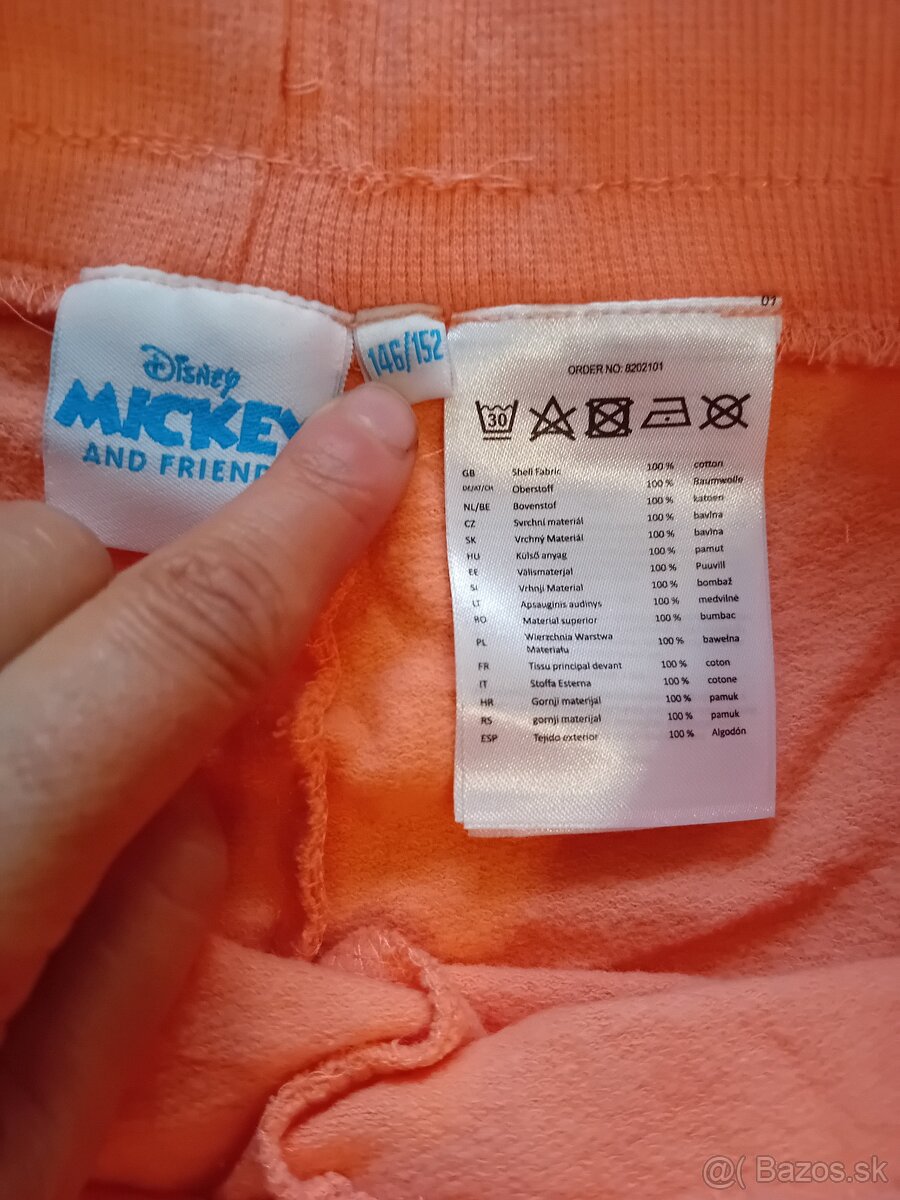 Disney
MICKEY
AND FRIEND
146/152
01
ORDER NO: 8202101
30
GB Shell Fabric 100 % cotton
DE/AT/CH Oberstoff 100 % Baumwolle
NL/BE Bovenstof 100 % katoen
CZ Svrchní materiál 100 % bavlna
SK Vrchný Materiál 100 % bavlna
HU Külső anyag 100 % pamut
EE Välismaterjal 100 % Puuvill
SI Vrhnji Material 100 % bombaž
LT Apsauginis audinys 100 % medvilnė
RO Material superior 100 % bumbac
PL Wierzchnia Warstwa Materiału 100 % bawełna
FR Tissu principal devant 100 % coton
IT Stoffa Esterna 100 % cotone
HR Gornji materijal 100 % pamuk
RS gornji materijal 100 % pamuk
ESP Tejido exterior 100 % Algodón
@( Bazos.sk